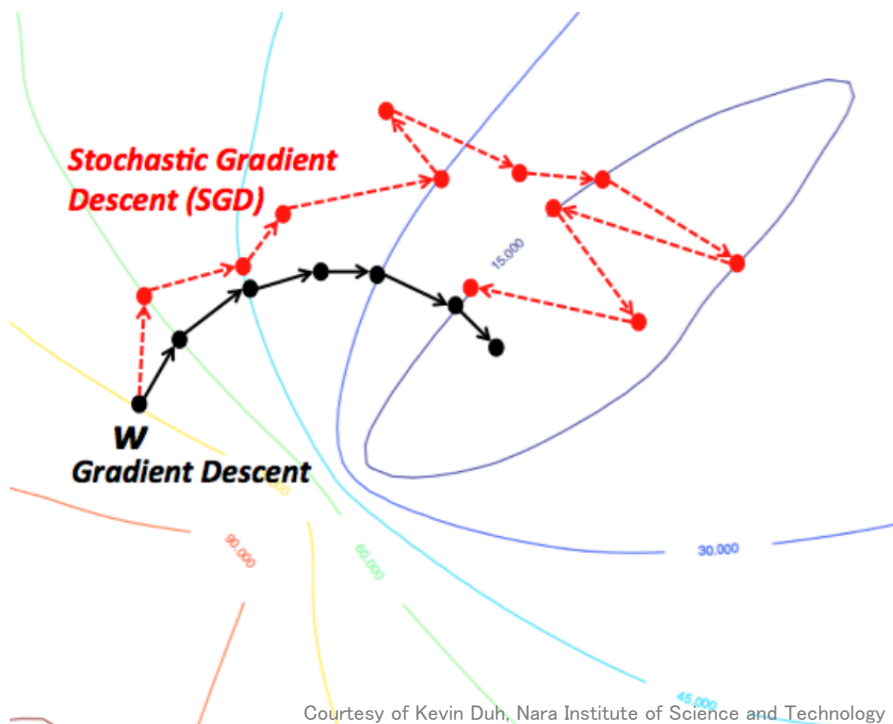 Stochastic Gradient
Descent (SGD)
15.000
W
Gradient Descent
90.000
60.000
30.000
45.000
Courtesy of Kevin Duh, Nara Institute of Science and Technology